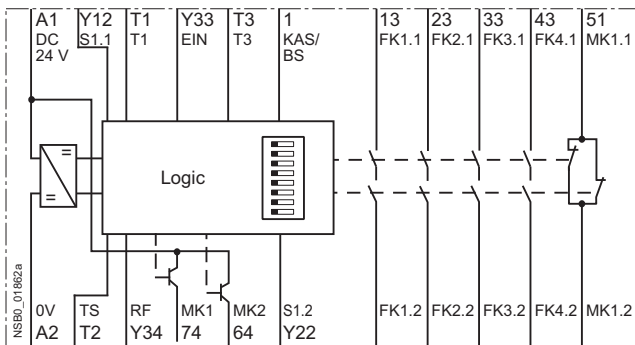 A1 Y12 T1 Y33 T3 1 13 23 33 43 51
DC S1.1 T1 EIN T3 KAS/ FK1.1 FK2.1 FK3.1 FK4.1 MK1.1
24 V BS
= 
=
Logic
NSB0_01862a
0V TS RF MK1 MK2 S1.2 FK1.2 FK2.2 FK3.2 FK4.2 MK1.2
A2 T2 Y34 74 64 Y22